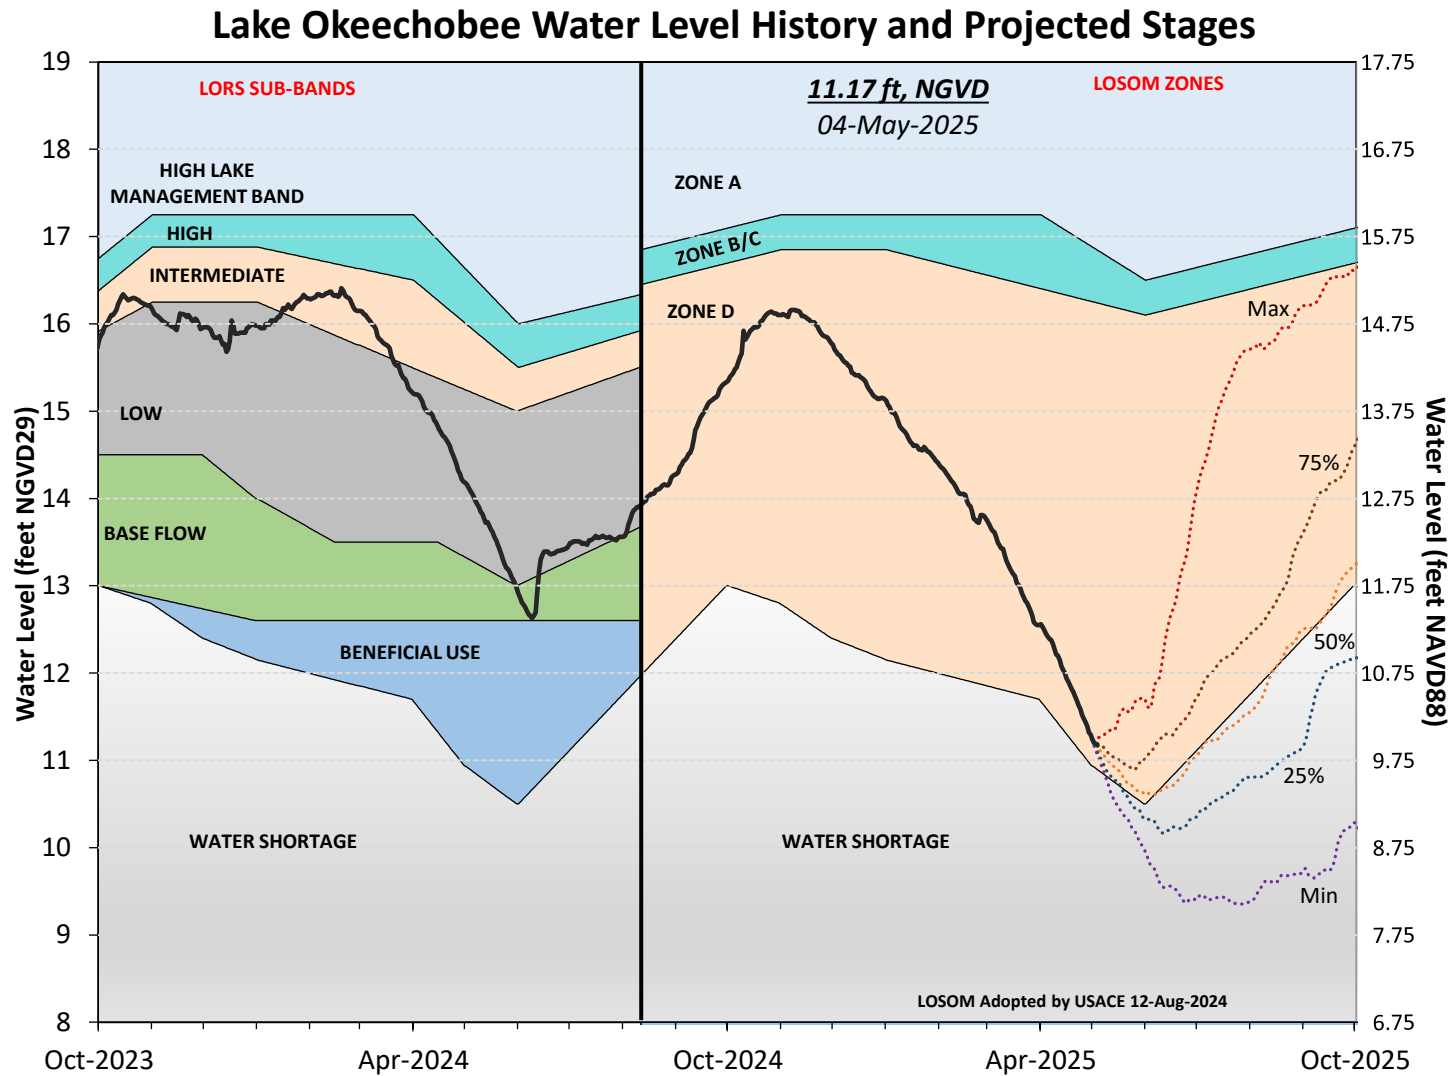 Lake Okeechobee Water Level History and Projected Stages
19
18
17
16
15
14
13
12
11
10
9
8
Water Level (feet NGVD29)
LORS SUB-BANDS
HIGH LAKE
MANAGEMENT BAND
HIGH
INTERMEDIATE
LOW
BASE FLOW
BENEFICIAL USE
WATER SHORTAGE
11.17 ft, NGVD
04-May-2025
LOSOM ZONES
ZONE A
ZONE B/C
ZONE D
WATER SHORTAGE
Max
75%
50%
25%
Min
LOSOM Adopted by USACE 12-Aug-2024
17.75
16.75
15.75
14.75
13.75
12.75
11.75
10.75
9.75
8.75
7.75
6.75
Water Level (feet NAVD88)
Oct-2023
Apr-2024
Oct-2024
Apr-2025
Oct-2025